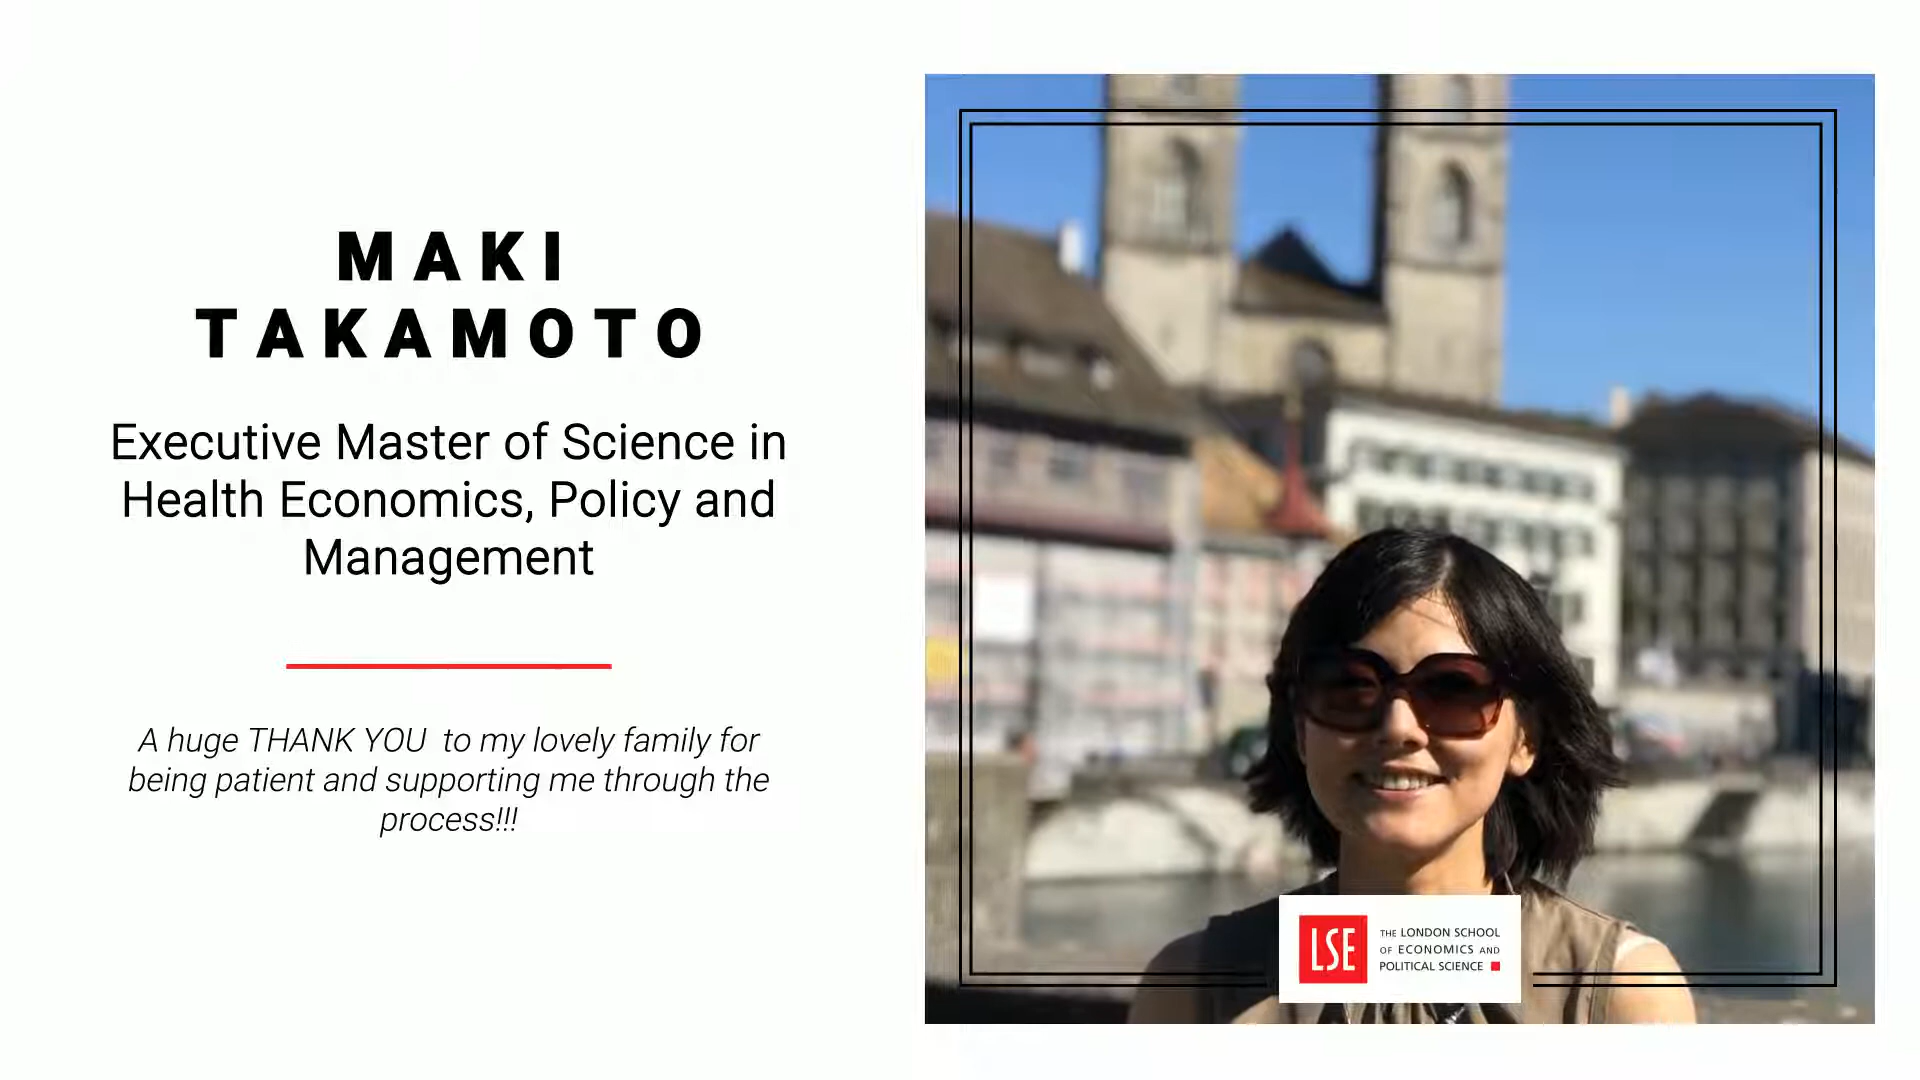 MAKI
TAKAMOTO
Executive Master of Science in
Health Economics, Policy and
Management
A huge THANK YOU  to my lovely family for
being patient and supporting me through the
process!!!
LSE
THE LONDON SCHOOL
OF ECONOMICS AND
POLITICAL SCIENCE